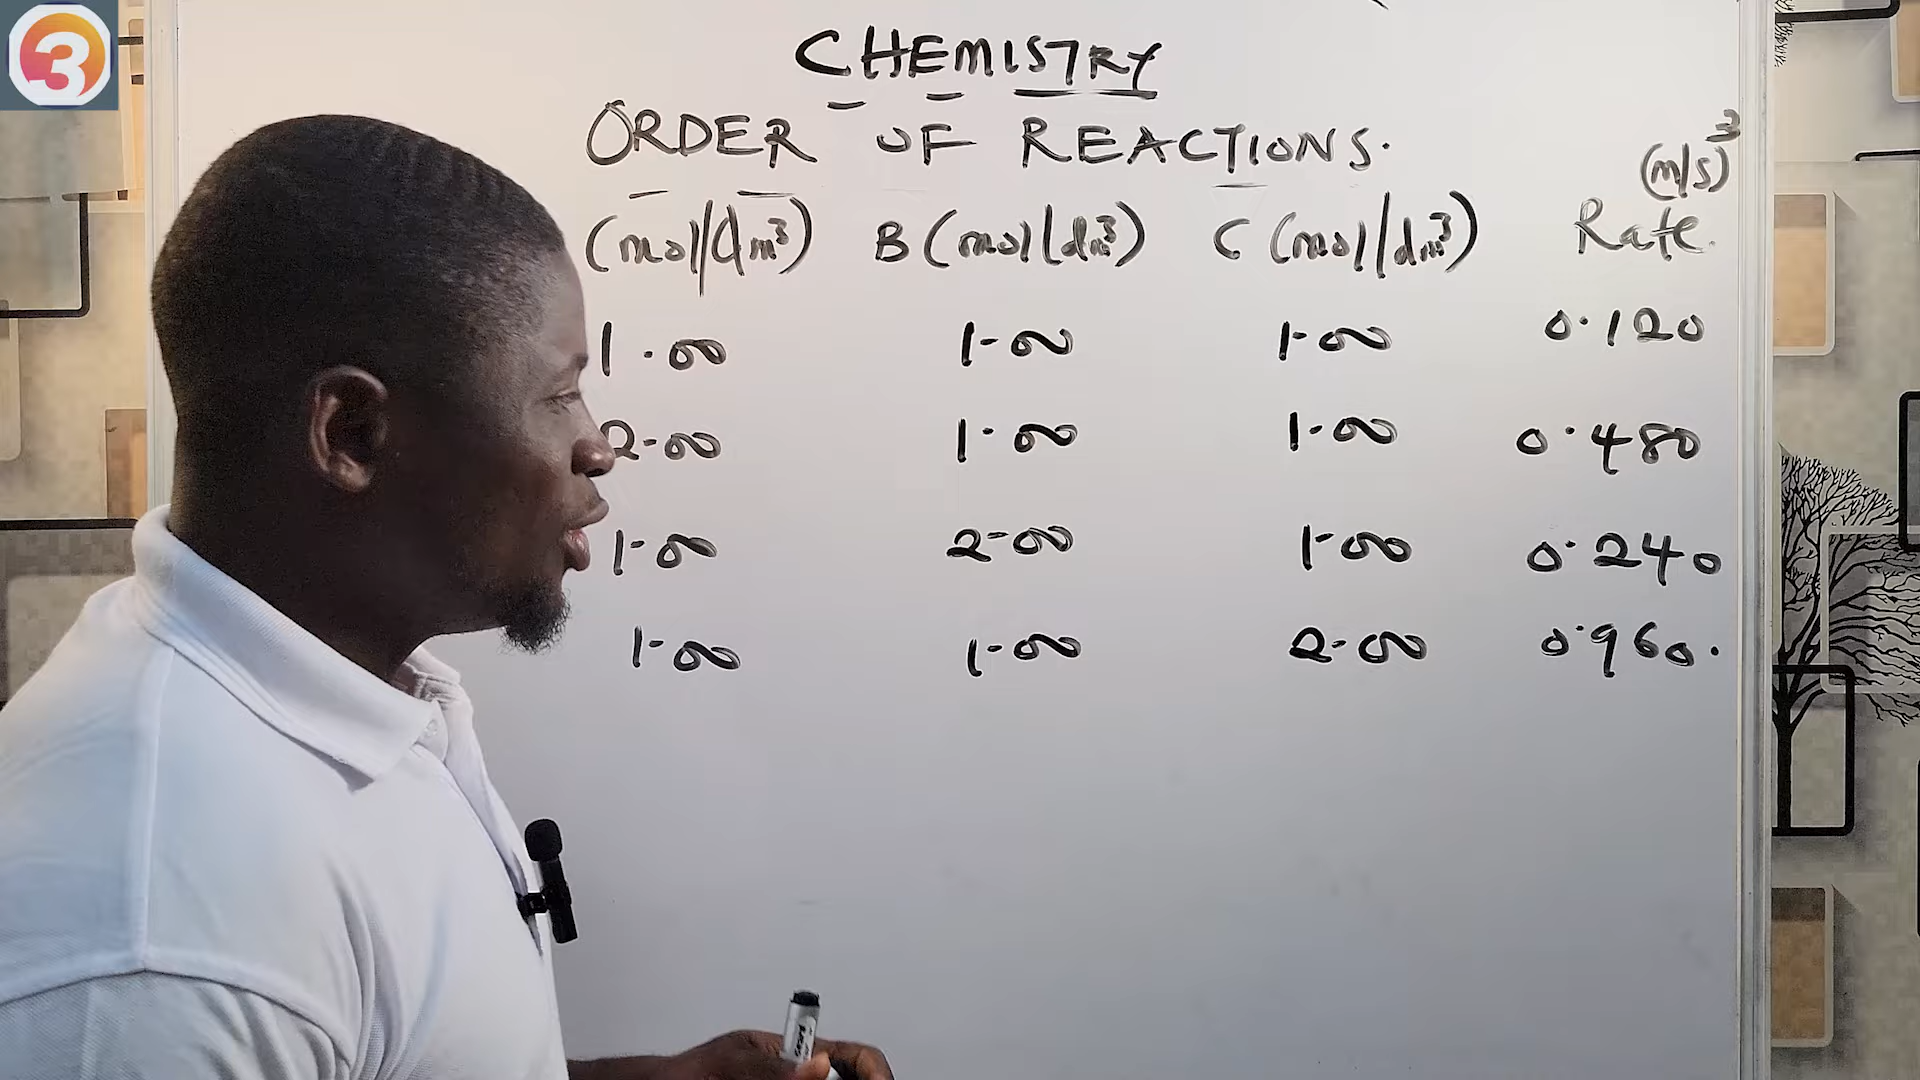 3
CHEMISTRY
ORDER OF REACTIONS.
(m/s)³
(mol/dm³) B (mol/dm³) C (mol/dm³) Rate.
1.00 1.00 1.00 0.120
2.00 1.00 1.00 0.480
1.00 2.00 1.00 0.240
1.00 1.00 2.00 0.960.